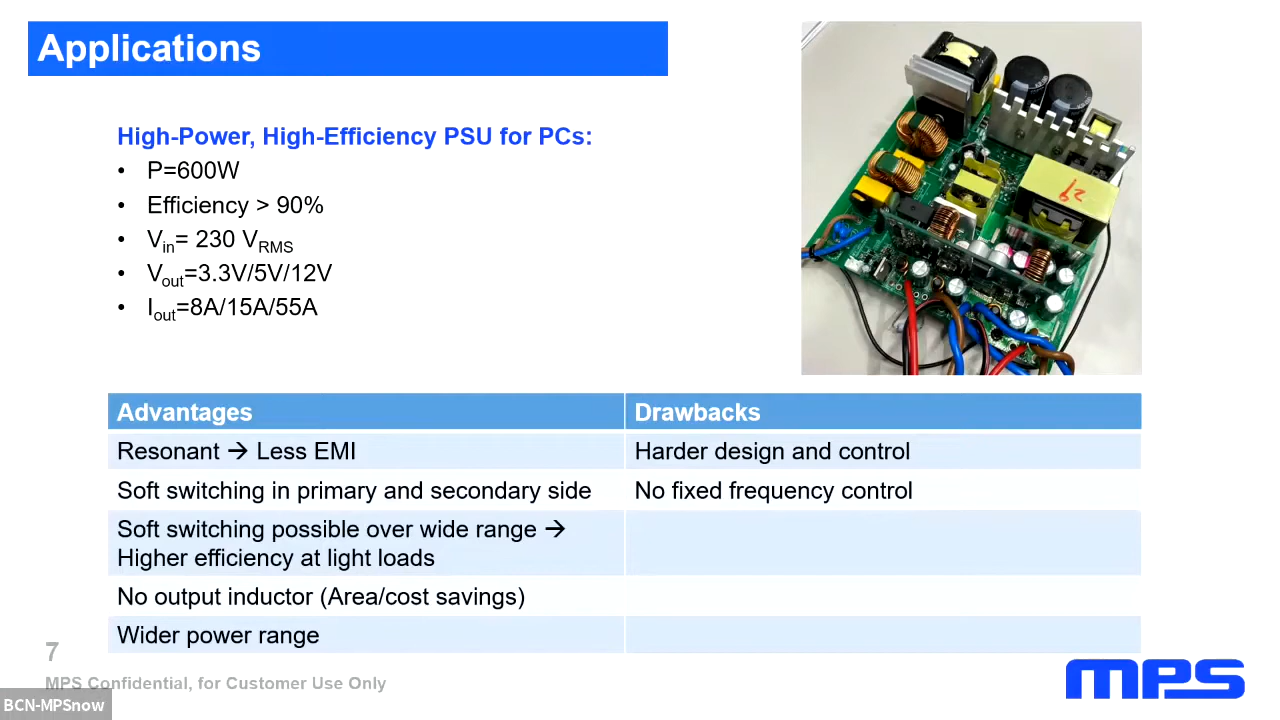 Applications
High-Power, High-Efficiency PSU for PCs:
• P=600W
• Efficiency > 90%
• Vin= 230 VRMS
• Vout=3.3V/5V/12V
• Iout=8A/15A/55A
Advantages
Drawbacks
Resonant → Less EMI
Harder design and control
Soft switching in primary and secondary side
No fixed frequency control
Soft switching possible over wide range →
Higher efficiency at light loads
No output inductor (Area/cost savings)
Wider power range
7
MPS Confidential, for Customer Use Only
BCN-MPSnow
mPS